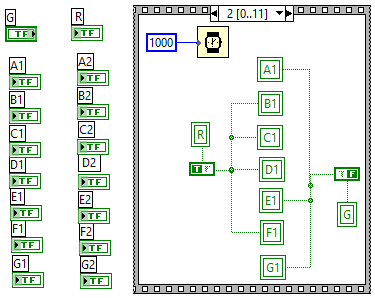 G
R
TF
TF
A1
A2
TF
TF
B1
B2
TF
TF
C1
C2
TF
TF
D1
D2
TF
TF
E1
E2
TF
TF
F1
F2
TF
TF
G1
G2
TF
TF
2 [0..11]
1000
A1
B1
C1
R
D1
T
F
E1
G
F1
G1